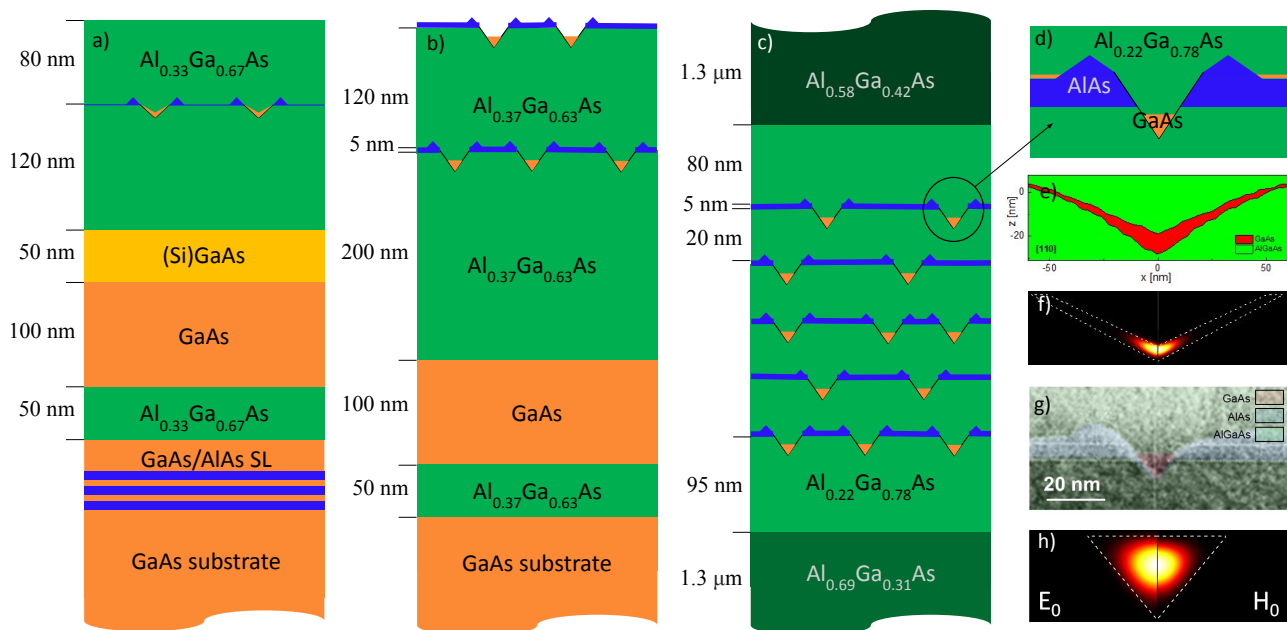 a)
80 nm
Al0.33Ga0.67As
120 nm
50 nm
(Si)GaAs
100 nm
GaAs
50 nm
Al0.33Ga0.67As
GaAs/AlAs SL
GaAs substrate
b)
120 nm
Al0.37Ga0.63As
5 nm
200 nm
Al0.37Ga0.63As
100 nm
GaAs
50 nm
Al0.37Ga0.63As
GaAs substrate
c)
1.3 μm
Al0.58Ga0.42As
80 nm
5 nm
20 nm
95 nm
Al0.22Ga0.78As
1.3 μm
Al0.69Ga0.31As
d)
Al0.22Ga0.78As
AlAs
GaAs
e)
z [nm]
0
-20
[110]
GaAs
AlGaAs
-50
0
50
x [nm]
f)
g)
GaAs
AlAs
AlGaAs
20 nm
h)
E0
H0